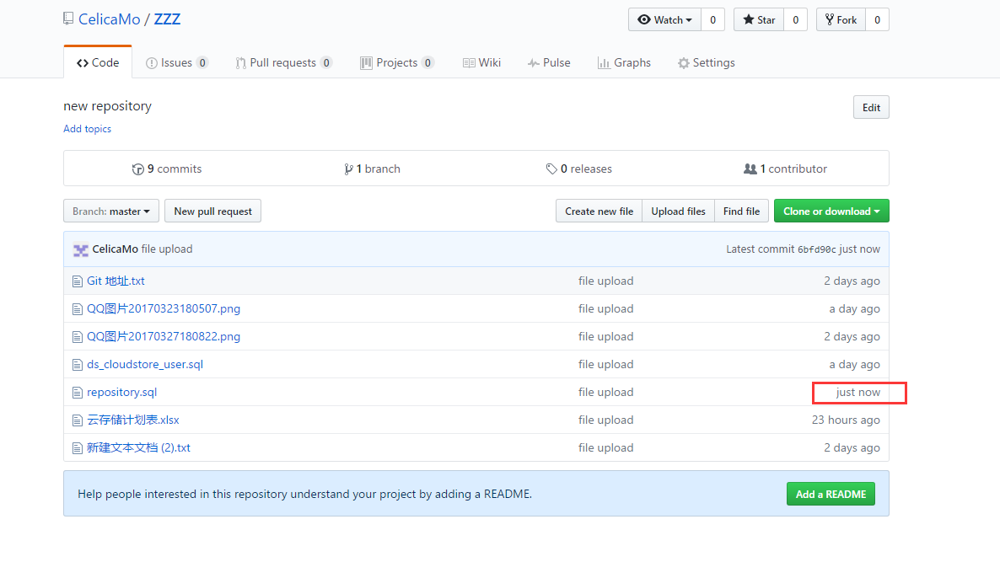 CelicaMo / ZZZ
Watch 0 Star 0 Fork 0
Code Issues 0 Pull requests 0 Projects 0 Wiki Pulse Graphs Settings
new repository
Edit
Add topics
9 commits 1 branch 0 releases 1 contributor
Branch: master New pull request Create new file Upload files Find file Clone or download
CelicaMo file upload Latest commit 6bfd90c just now
Git 地址.txt file upload 2 days ago
QQ图片20170323180507.png file upload a day ago
QQ图片20170327180822.png file upload 2 days ago
ds_cloudstore_user.sql file upload a day ago
repository.sql file upload just now
云存储计划表.xlsx file upload 23 hours ago
新建文本文档 (2).txt file upload 2 days ago
Help people interested in this repository understand your project by adding a README. Add a README